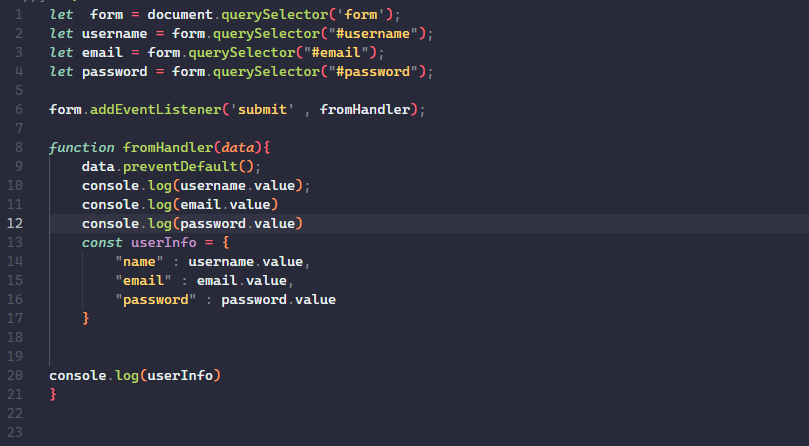 1 let  form = document.querySelector('form');
2 let username = form.querySelector("#username");
3 let email = form.querySelector("#email");
4 let password = form.querySelector("#password");
5
6 form.addEventListener('submit' , fromHandler);
7
8 function fromHandler(data){
9     data.preventDefault();
10     console.log(username.value);
11     console.log(email.value)
12     console.log(password.value)
13     const userInfo = {
14         "name" : username.value,
15         "email" : email.value,
16         "password" : password.value
17     }
18
19
20 console.log(userInfo)
21 }
22
23